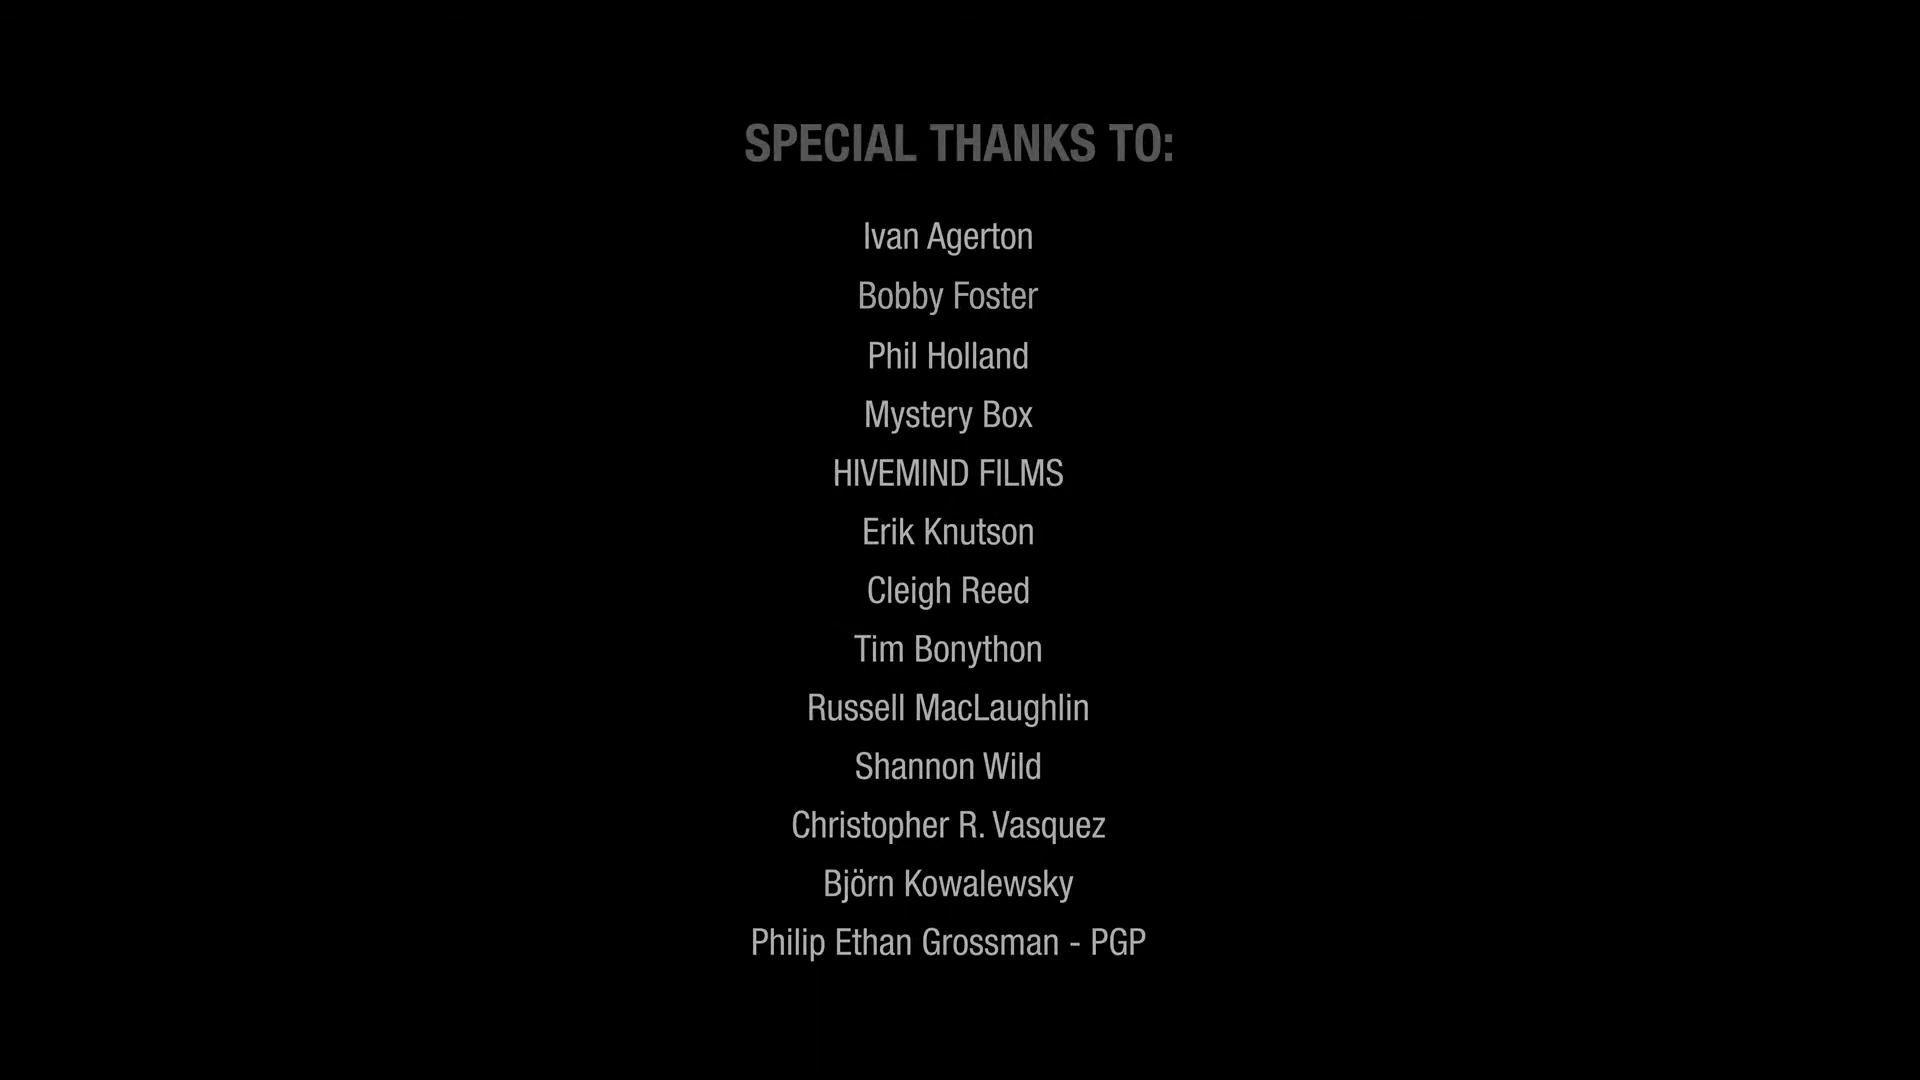 SPECIAL THANKS TO:
Ivan Agerton
Bobby Foster
Phil Holland
Mystery Box
HIVEMIND FILMS
Erik Knutson
Cleigh Reed
Tim Bonython
Russell MacLaughlin
Shannon Wild
Christopher R. Vasquez
Björn Kowalewsky
Philip Ethan Grossman - PGP